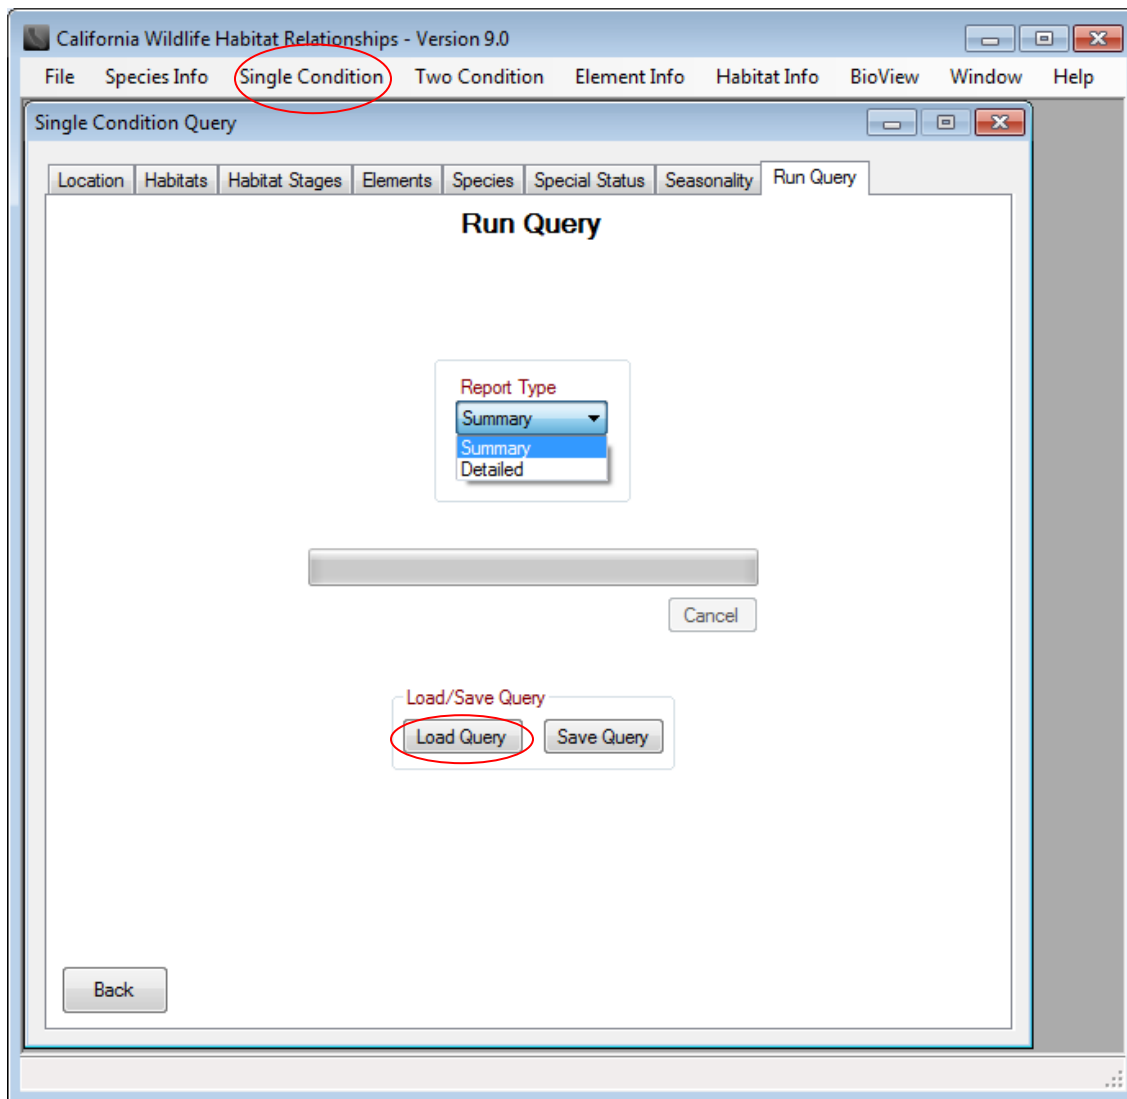 California Wildlife Habitat Relationships - Version 9.0
File Species Info Single Condition Two Condition Element Info Habitat Info BioView Window Help
Single Condition Query
Location Habitats Habitat Stages Elements Species Special Status Seasonality Run Query
Run Query
Report Type
Summary
Summary
Detailed
Cancel
Load/Save Query
Load Query Save Query
Back